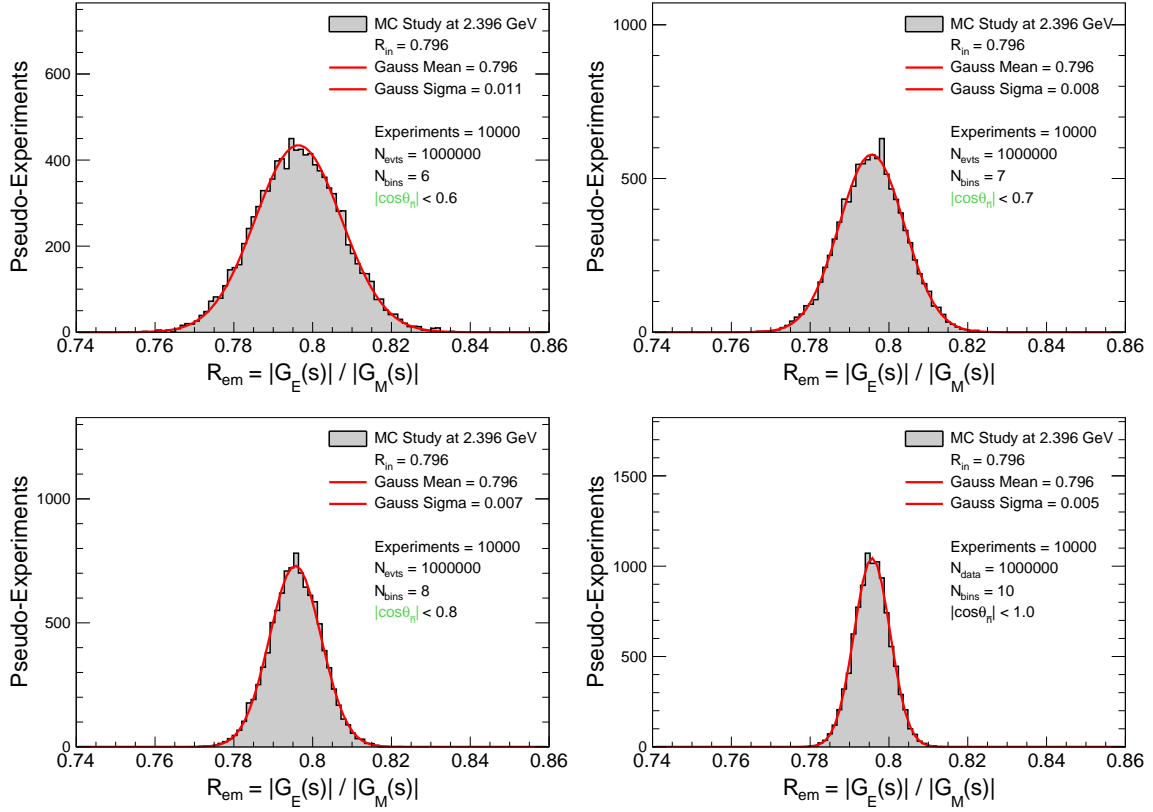 MC Study at 2.396 GeV
R_in = 0.796
Gauss Mean = 0.796
Gauss Sigma = 0.011
Experiments = 10000
N_evts = 1000000
N_bins = 6
|cosθ_n̄| < 0.6
Pseudo-Experiments
600
400
200
0
0.74 0.76 0.78 0.8 0.82 0.84 0.86
R_em = |G_E(s)| / |G_M(s)|
MC Study at 2.396 GeV
R_in = 0.796
Gauss Mean = 0.796
Gauss Sigma = 0.008
Experiments = 10000
N_evts = 1000000
N_bins = 7
|cosθ_n̄| < 0.7
Pseudo-Experiments
1000
500
0
0.74 0.76 0.78 0.8 0.82 0.84 0.86
R_em = |G_E(s)| / |G_M(s)|
MC Study at 2.396 GeV
R_in = 0.796
Gauss Mean = 0.796
Gauss Sigma = 0.007
Experiments = 10000
N_evts = 1000000
N_bins = 8
|cosθ_n̄| < 0.8
Pseudo-Experiments
1000
500
0
0.74 0.76 0.78 0.8 0.82 0.84 0.86
R_em = |G_E(s)| / |G_M(s)|
MC Study at 2.396 GeV
R_in = 0.796
Gauss Mean = 0.796
Gauss Sigma = 0.005
Experiments = 10000
N_data = 1000000
N_bins = 10
|cosθ_n̄| < 1.0
Pseudo-Experiments
1500
1000
500
0
0.74 0.76 0.78 0.8 0.82 0.84 0.86
R_em = |G_E(s)| / |G_M(s)|